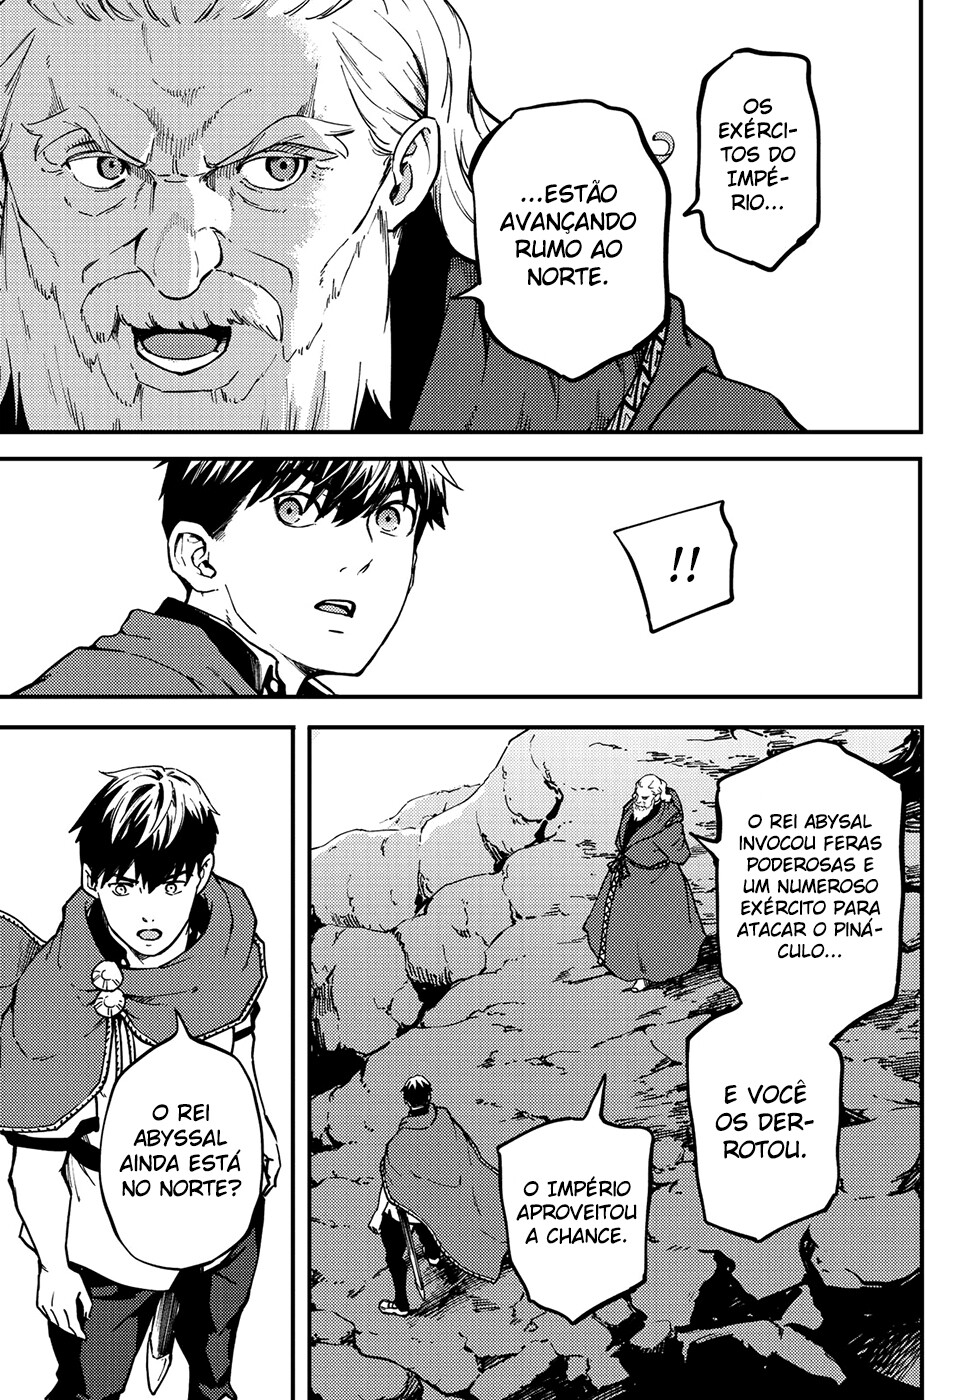 OS
EXÉRCI-
TOS DO
IMPÉ-
RIO...
...ESTÃO
AVANÇANDO
RUMO AO
NORTE.
!!
O REI ABYSAL
INVOCOU FERAS
PODEROSAS E
UM NUMEROSO
EXÉRCITO PARA
ATACAR O PINÁ-
CULO...
E VOCÊ
OS DER-
ROTOU.
O IMPÉRIO
APROVEITOU
A CHANCE.
O REI
ABYSSAL
AINDA ESTÁ
NO NORTE?